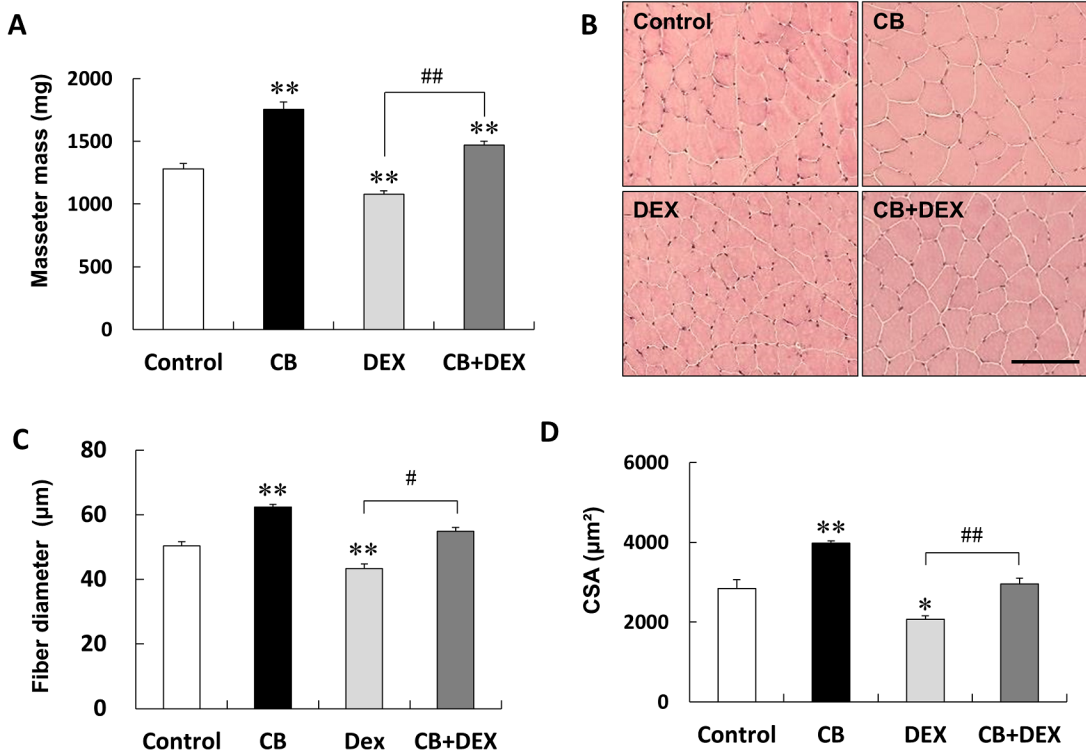 A
Masseter mass (mg)
2000
1500
1000
500
0
**
**
**
##
Control CB DEX CB+DEX
B
Control
CB
DEX
CB+DEX
C
Fiber diameter (µm)
80
60
40
20
0
**
**
#
Control CB Dex CB+DEX
D
CSA (µm²)
6000
4000
2000
0
**
*
##
Control CB DEX CB+DEX